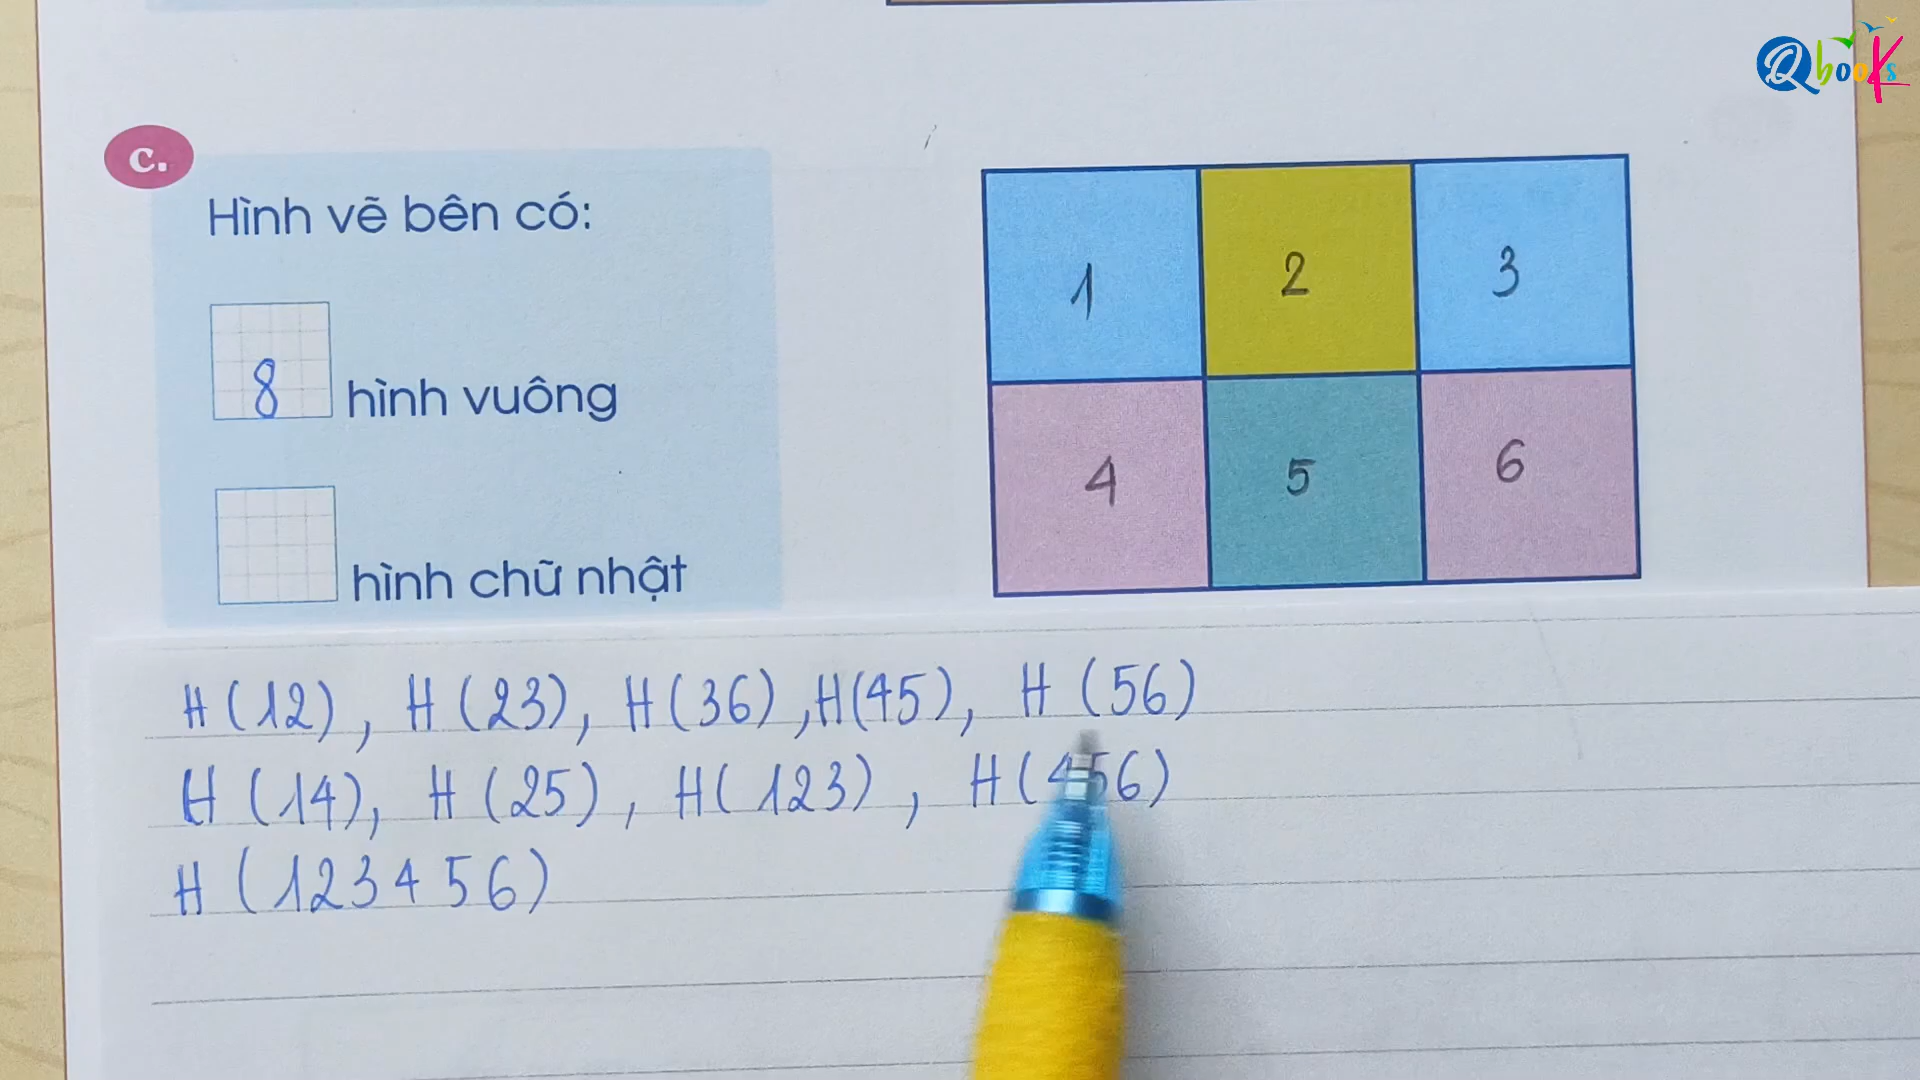 Qbooks
c.
Hình vẽ bên có:
8 hình vuông
hình chữ nhật
1 2 3
4 5 6
H (12), H (23), H (36), H(45), H (56)
H (14), H (25), H( 123), H (456)
H (123456)